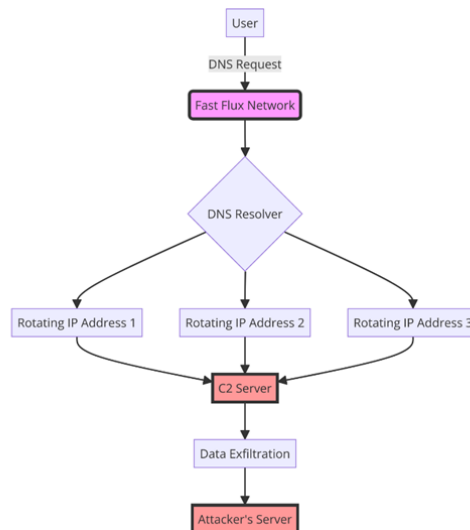 User
DNS Request
Fast Flux Network
DNS Resolver
Rotating IP Address 1
Rotating IP Address 2
Rotating IP Address 3
C2 Server
Data Exfiltration
Attacker's Server